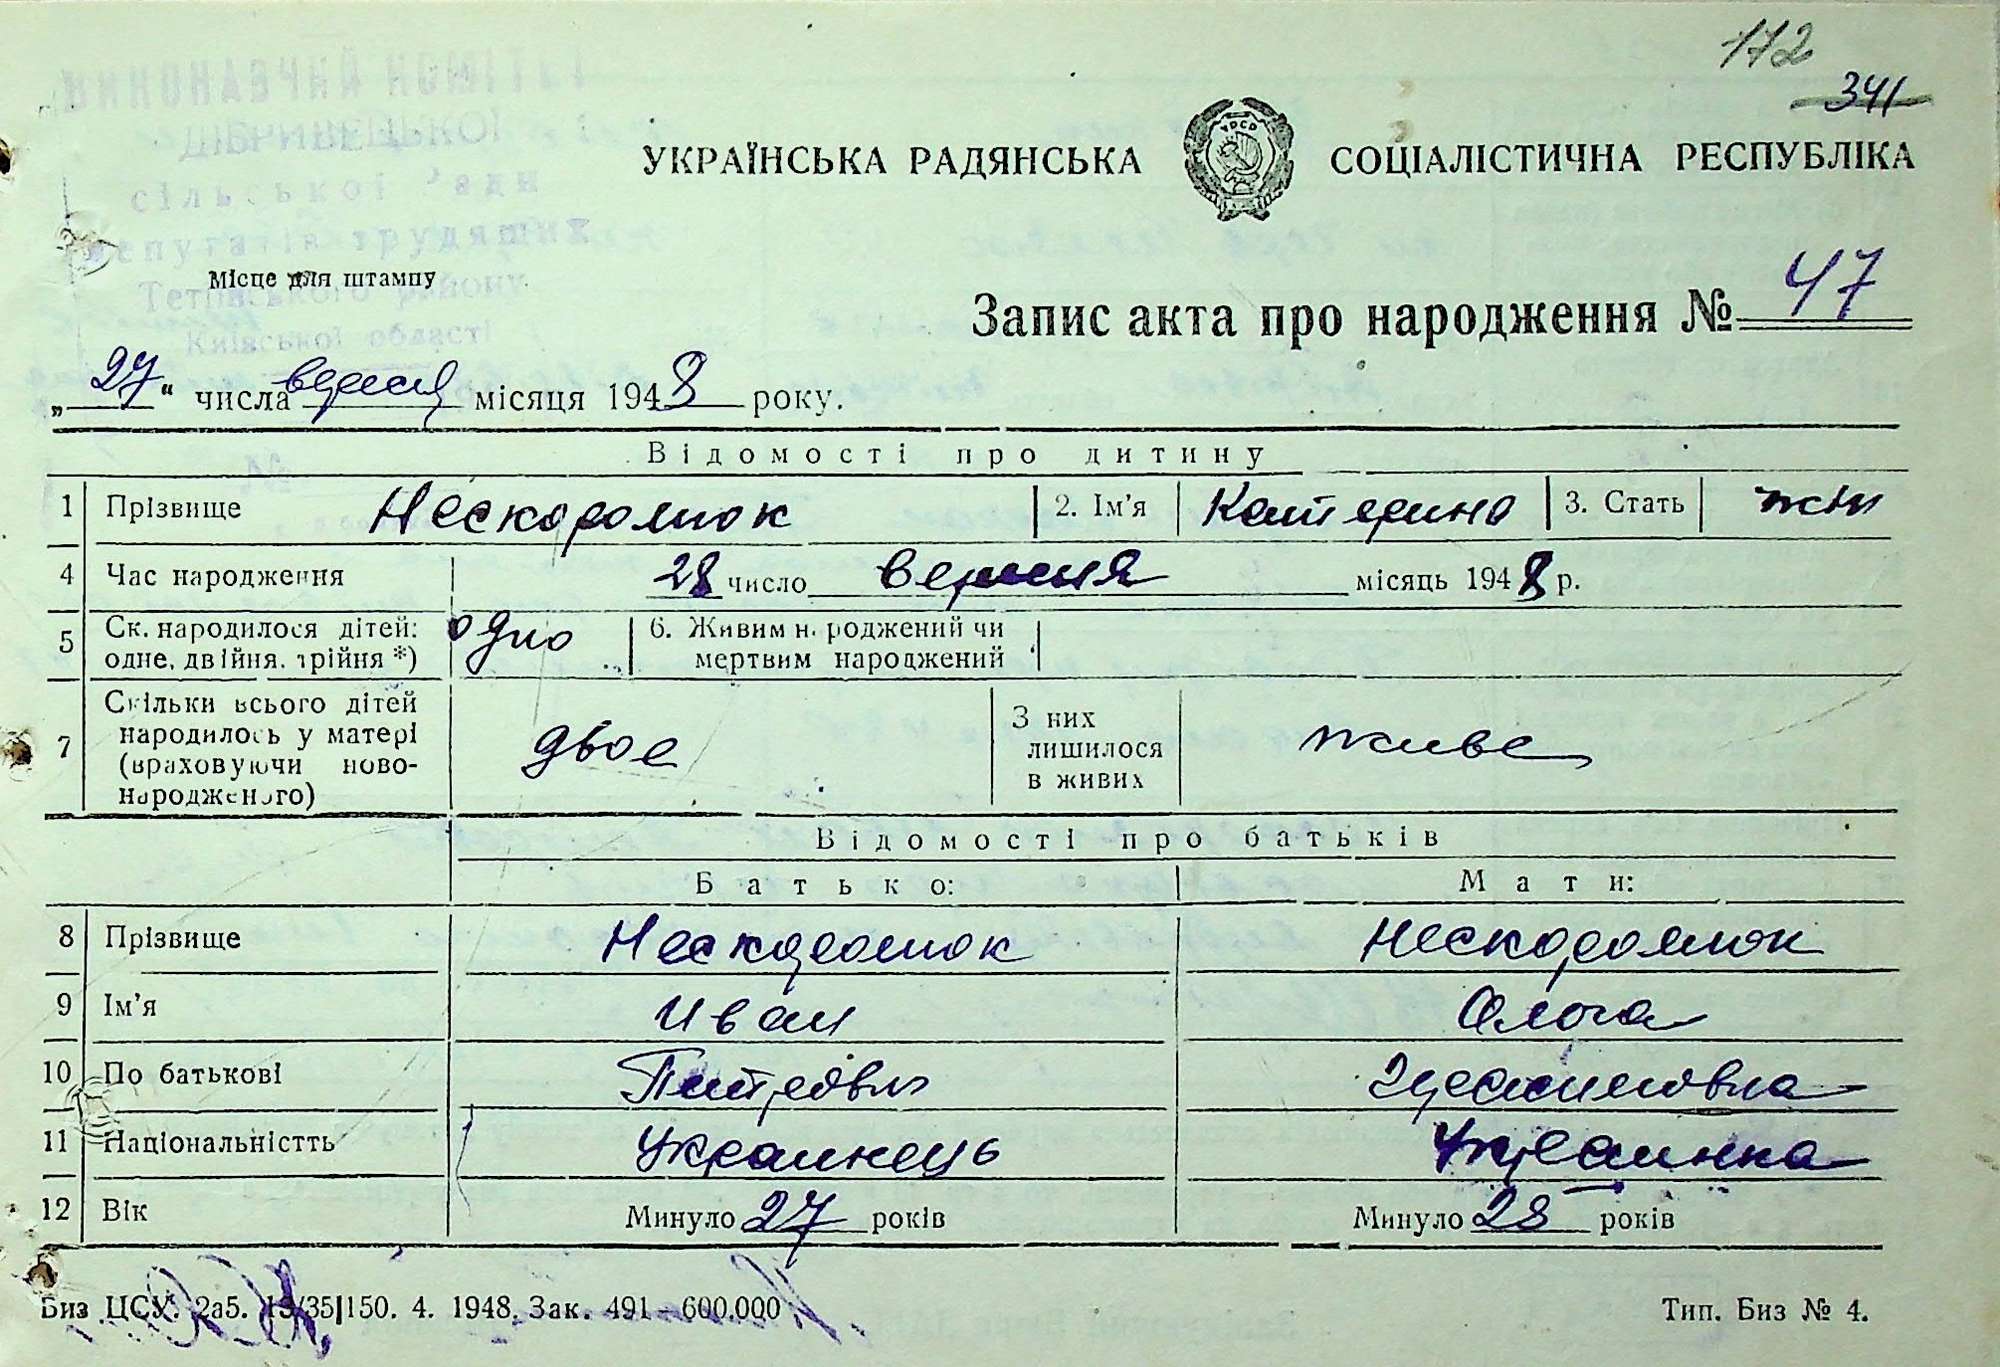 172
341
УКРАЇНСЬКА РАДЯНСЬКА СОЦІАЛІСТИЧНА РЕСПУБЛІКА
УРСР
ВИКОНАВЧИЙ КОМІТЕТ
ДІБРИВЕЦЬКОЇ
сільської Ради
депутатів трудящих
Тетіївського району
Київської області
Місце для штампу
Запис акта про народження № 47
„27“ числа вересня місяця 1948 року.
Відомості про дитину
1 Прізвище Нескоромнюк 2. Ім'я Катерина 3. Стать жін
4 Час народження 28 число вересня місяць 1948 р.
5 Ск. народилося дітей: одне, двійня, трійня *) одно 6. Живим народжений чи мертвим народжений
7 Скільки всього дітей народилось у матері (враховуючи новонародженого) двое З них лишилося в живих живе
Відомості про батьків
Батько: Мати:
8 Прізвище Нескоромнюк Нескоромнюк
9 Ім'я Иван Ольга
10 По батькові
11 Національністть Украинець Украинка
12 Вік Минуло 27 років Минуло 28 років
Биз ЦСУ. 2а5. 13/35|150. 4. 1948. Зак. 491—600.000 Тип. Биз № 4.